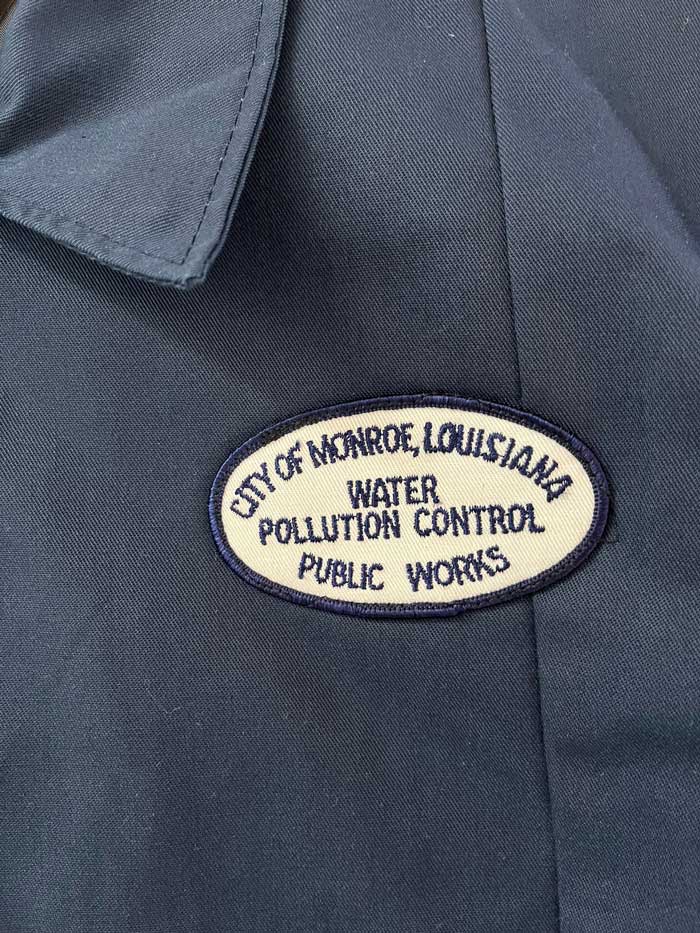 CITY OF MONROE, LOUISIANA
WATER
POLLUTION CONTROL
PUBLIC WORKS